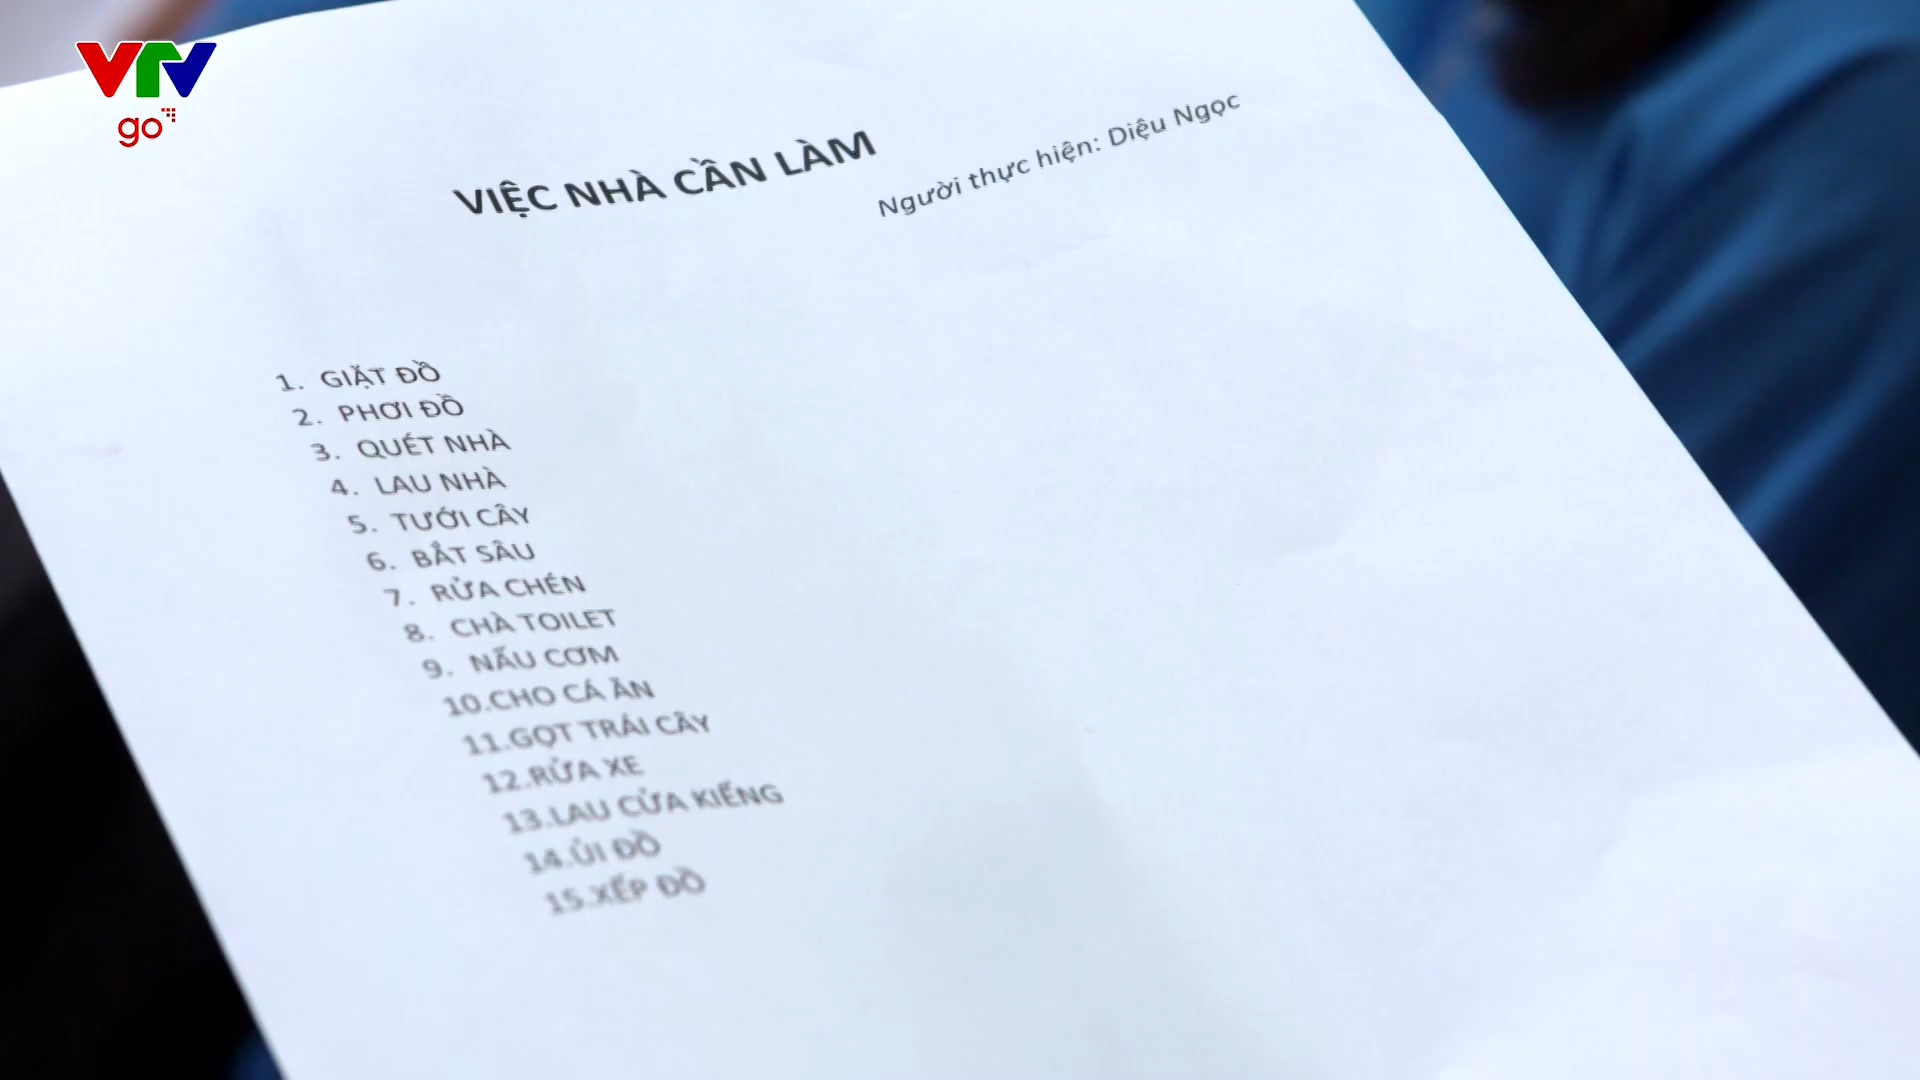 VTV
go
VIỆC NHÀ CẦN LÀM
Người thực hiện: Diệu Ngọc
1. GIẶT ĐỒ
2. PHƠI ĐỒ
3. QUÉT NHÀ
4. LAU NHÀ
5. TƯỚI CÂY
6. BẮT SÂU
7. RỬA CHÉN
8. CHÀ TOILET
9. NẤU CƠM
10.CHO CÁ ĂN
11.GỌT TRÁI CÂY
12.RỬA XE
13.LAU CỬA KIẾNG
14.ỦI ĐỒ
15.XẾP ĐỒ